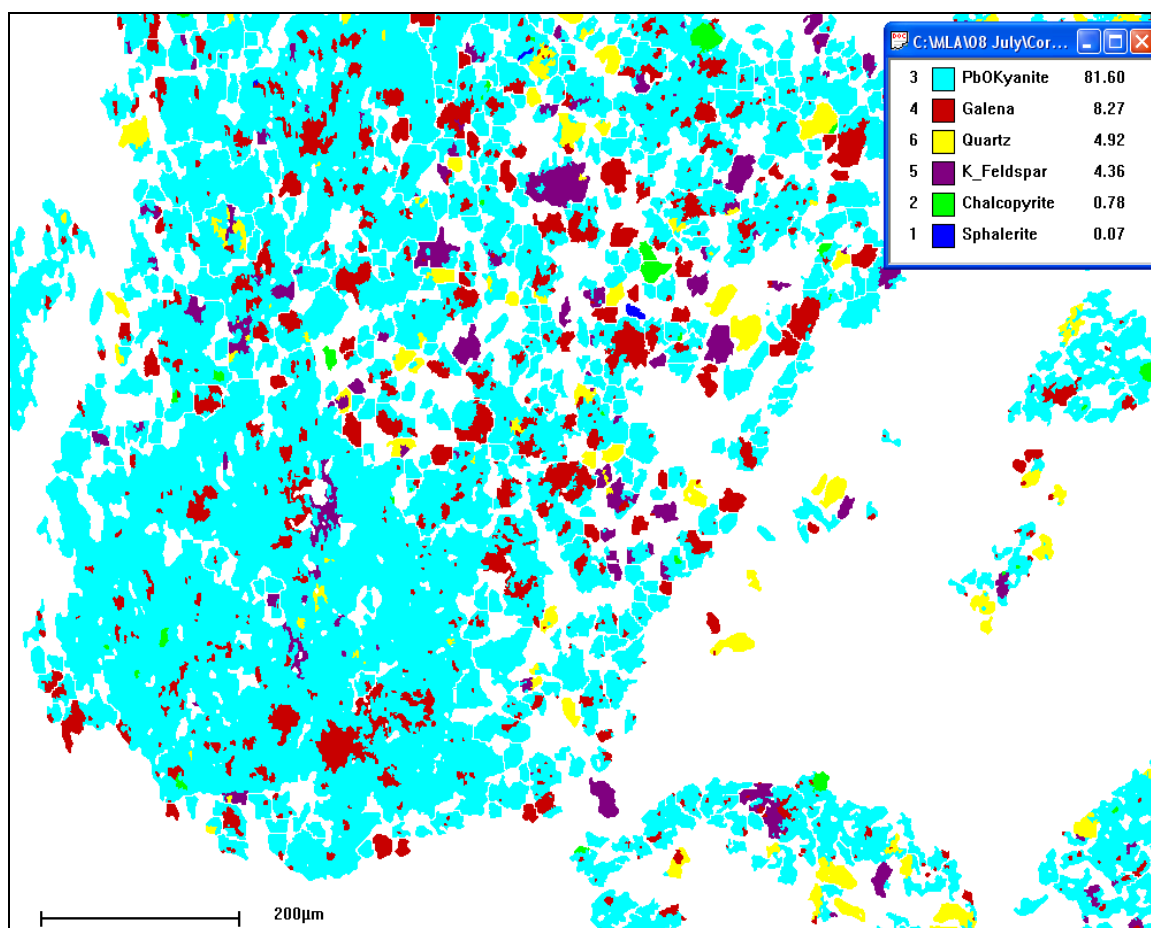 C:\MLA\08 July\Cor...
3 PbOKyanite 81.60
4 Galena 8.27
6 Quartz 4.92
5 K_Feldspar 4.36
2 Chalcopyrite 0.78
1 Sphalerite 0.07
200µm